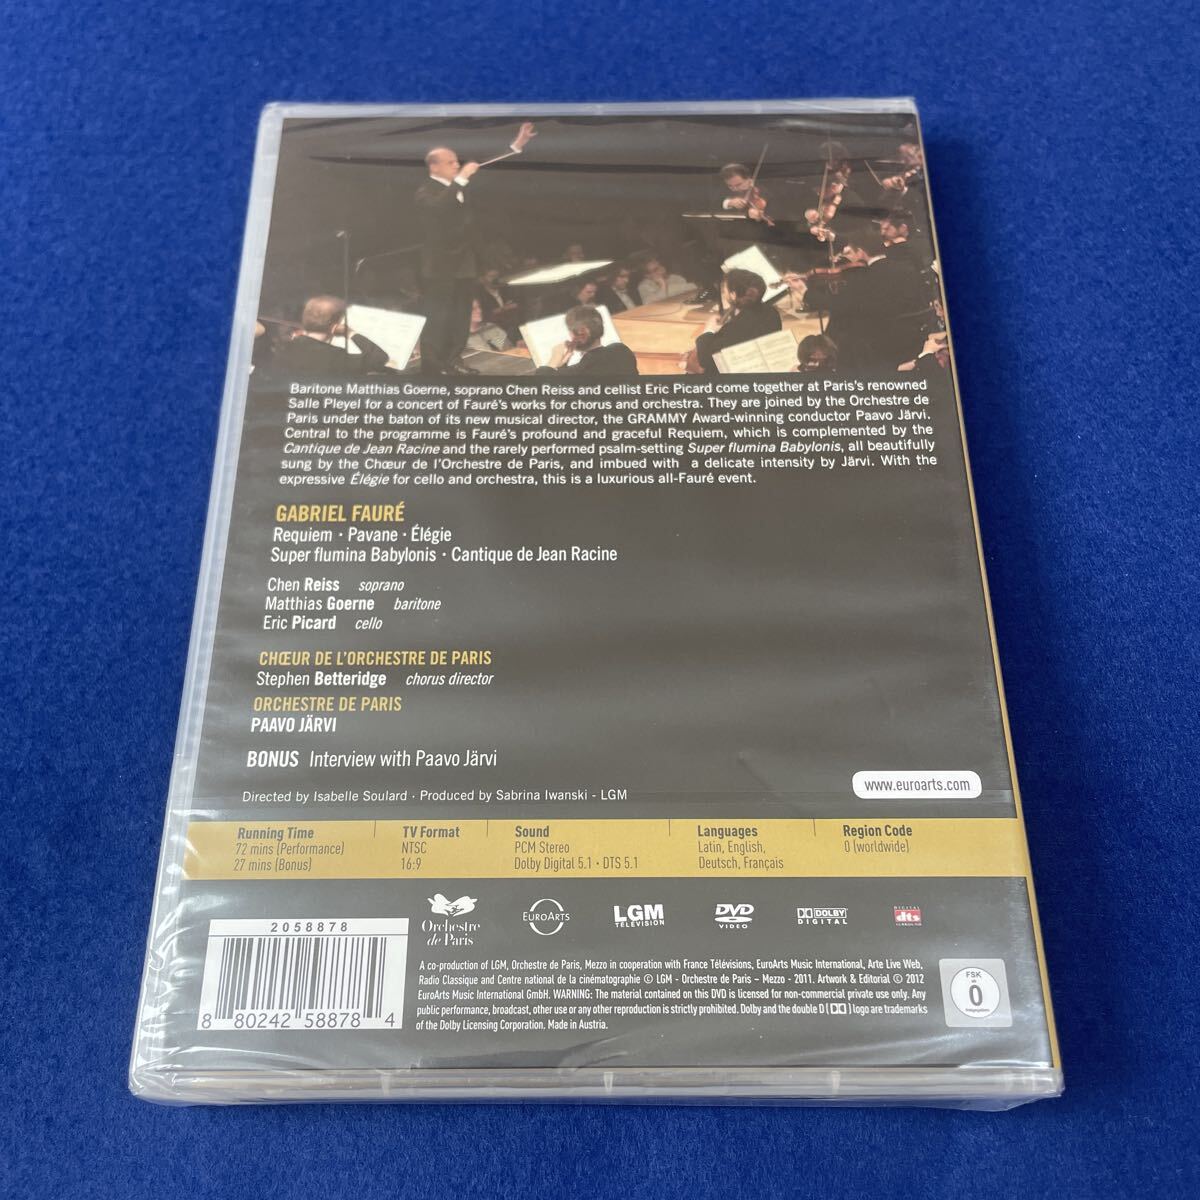 Baritone Matthias Goerne, soprano Chen Reiss and cellist Eric Picard come together at Paris's renowned
Salle Pleyel for a concert of Fauré's works for chorus and orchestra. They are joined by the Orchestre de
Paris under the baton of its new musical director, the GRAMMY Award-winning conductor Paavo Järvi.
Central to the programme is Fauré's profound and graceful Requiem, which is complemented by the
Cantique de Jean Racine and the rarely performed psalm-setting Super flumina Babylonis, all beautifully
sung by the Chœur de l'Orchestre de Paris, and imbued with a delicate intensity by Järvi. With the
expressive Élégie for cello and orchestra, this is a luxurious all-Fauré event.
GABRIEL FAURÉ
Requiem · Pavane · Élégie
Super flumina Babylonis · Cantique de Jean Racine
Chen Reiss soprano
Matthias Goerne baritone
Eric Picard cello
CHŒUR DE L'ORCHESTRE DE PARIS
Stephen Betteridge chorus director
ORCHESTRE DE PARIS
PAAVO JÄRVI
BONUS Interview with Paavo Järvi
www.euroarts.com
Directed by Isabelle Soulard · Produced by Sabrina Iwanski - LGM
Running Time
72 mins (Performance)
27 mins (Bonus)
TV Format
NTSC
16:9
Sound
PCM Stereo
Dolby Digital 5.1 · DTS 5.1
Languages
Latin, English,
Deutsch, Français
Region Code
0 (worldwide)
Orchestre
de Paris
EUROARTS
LGM
TÉLÉVISION
DVD
VIDEO
DOLBY
DIGITAL
DIGITAL
dts
2058878
8 80242 58878 4
A co-production of LGM, Orchestre de Paris, Mezzo in cooperation with France Télévisions, EuroArts Music International, Arte Live Web,
Radio Classique and Centre national de la cinématographie © LGM - Orchestre de Paris – Mezzo - 2011. Artwork & Editorial © 2012
EuroArts Music International GmbH. WARNING: The material contained on this DVD is licensed for non-commercial private use only. Any
public performance, broadcast, other use or any other reproduction is strictly prohibited. Dolby and the double D logo are trademarks
of the Dolby Licensing Corporation. Made in Austria.
FSK
ab
0
freigegeben